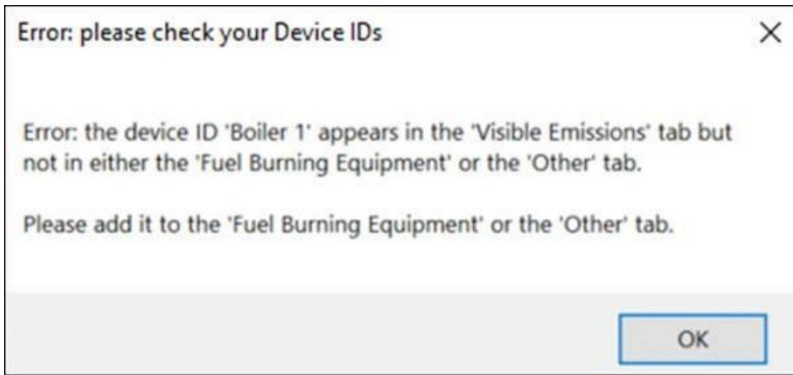 Error: please check your Device IDs
Error: the device ID 'Boiler 1' appears in the 'Visible Emissions' tab but
not in either the 'Fuel Burning Equipment' or the 'Other' tab.
Please add it to the 'Fuel Burning Equipment' or the 'Other' tab.
OK